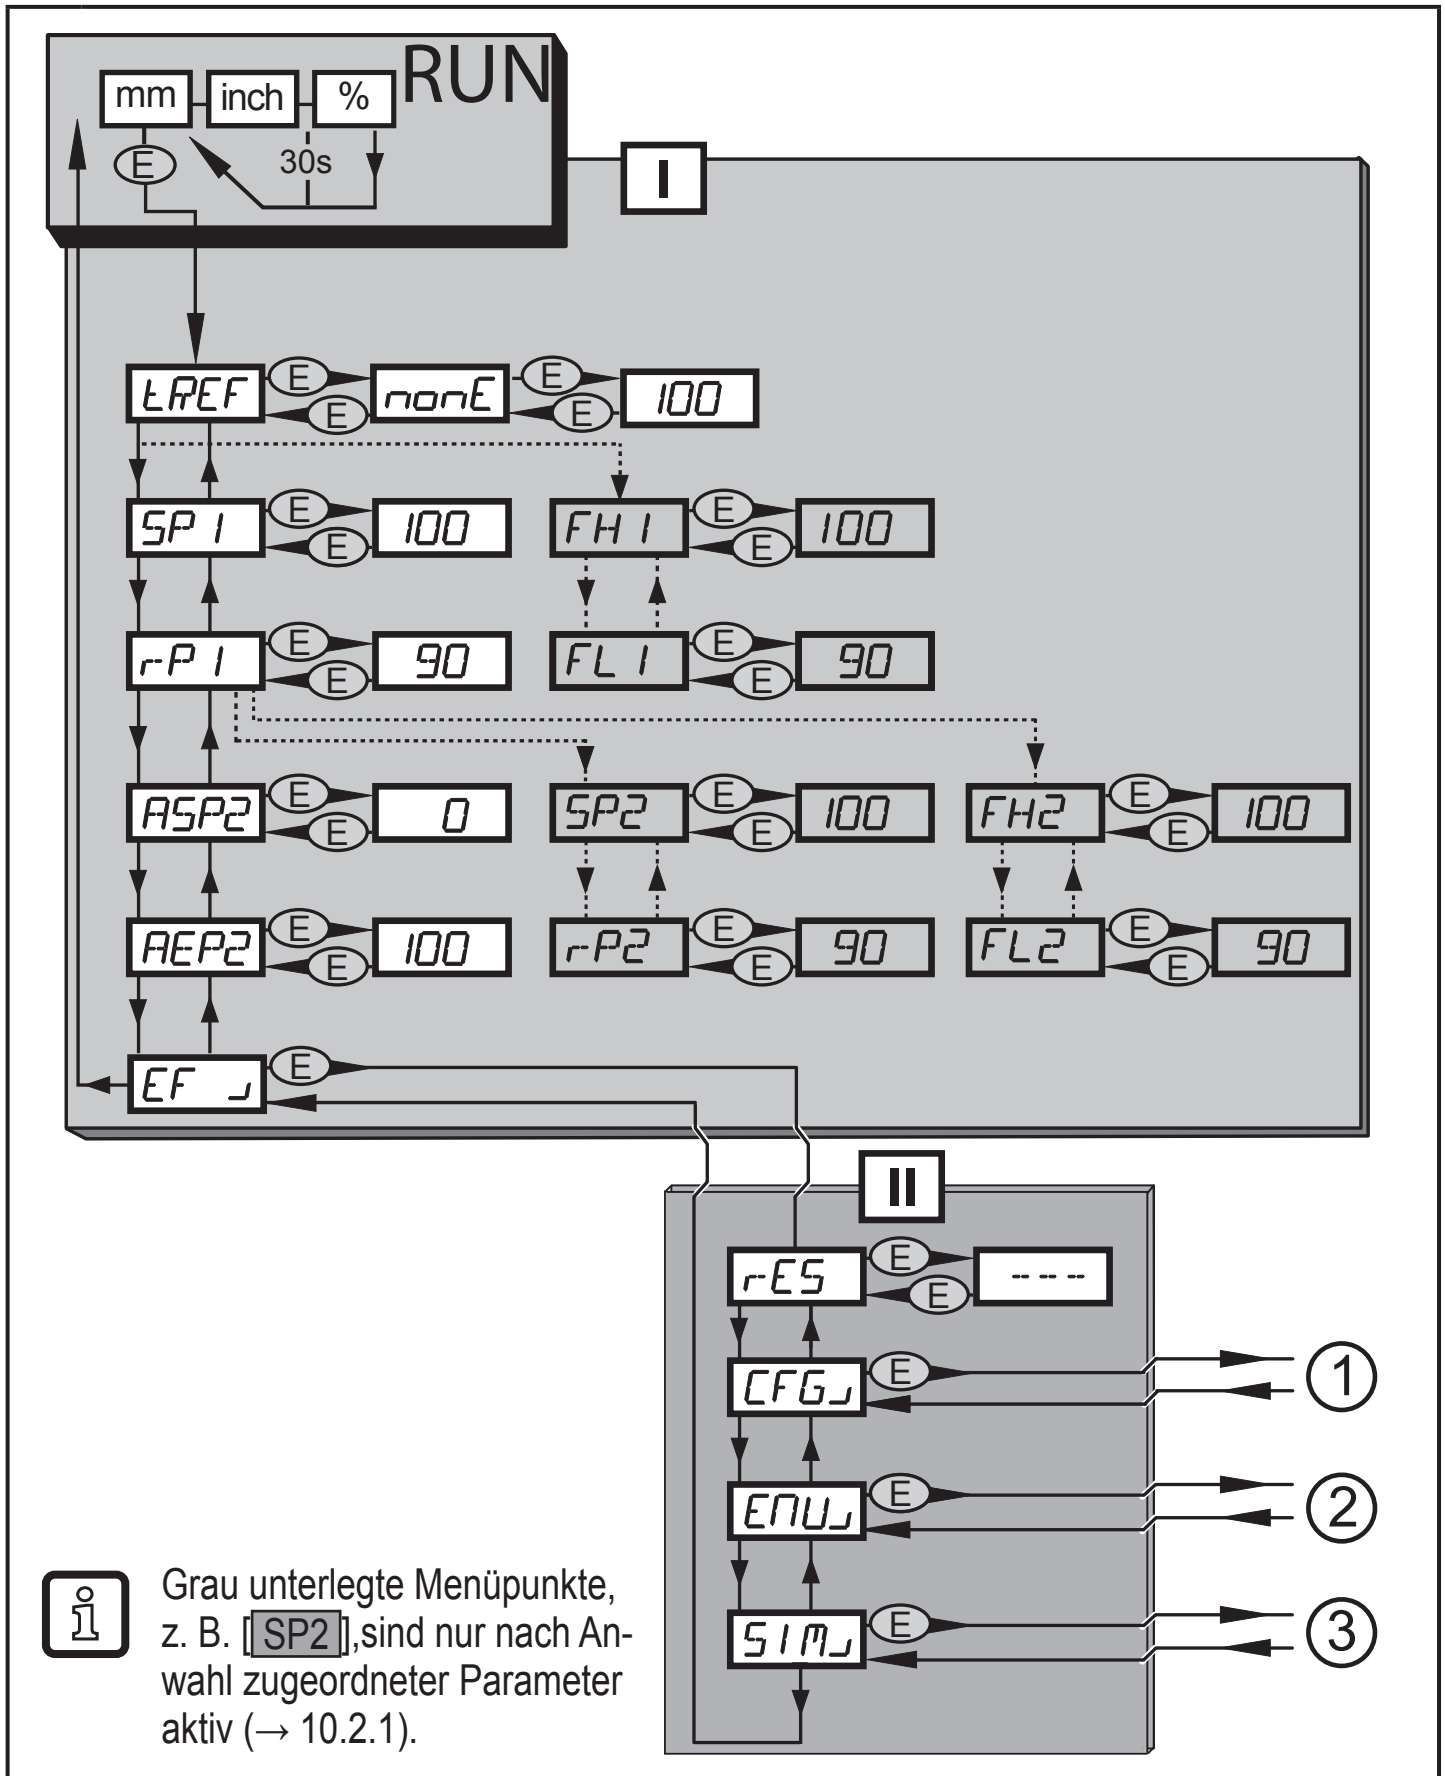 RUN
mm inch %
E 30s
I
tREF E E nonE E E 100
SP1 E E 100 FH1 E E 100
rP1 E E 90 FL1 E E 90
ASP2 E E 0 SP2 E E 100 FH2 E E 100
AEP2 E E 100 rP2 E E 90 FL2 E E 90
EF E
II
rES E E ---
CFG E 1
ENV E 2
SIM E 3
i
Grau unterlegte Menüpunkte,
z. B. [ SP2 ],sind nur nach An-
wahl zugeordneter Parameter
aktiv (→ 10.2.1).